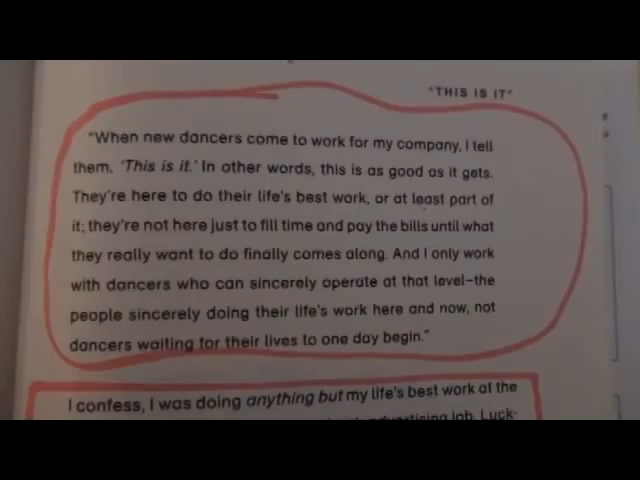 "THIS IS IT"
"When new dancers come to work for my company, I tell
them, 'This is it.' In other words, this is as good as it gets.
They're here to do their life's best work, or at least part of
it; they're not here just to fill time and pay the bills until what
they really want to do finally comes along. And I only work
with dancers who can sincerely operate at that level–the
people sincerely doing their life's work here and now, not
dancers waiting for their lives to one day begin."
I confess, I was doing anything but my life's best work at the
advertising job. Luck-